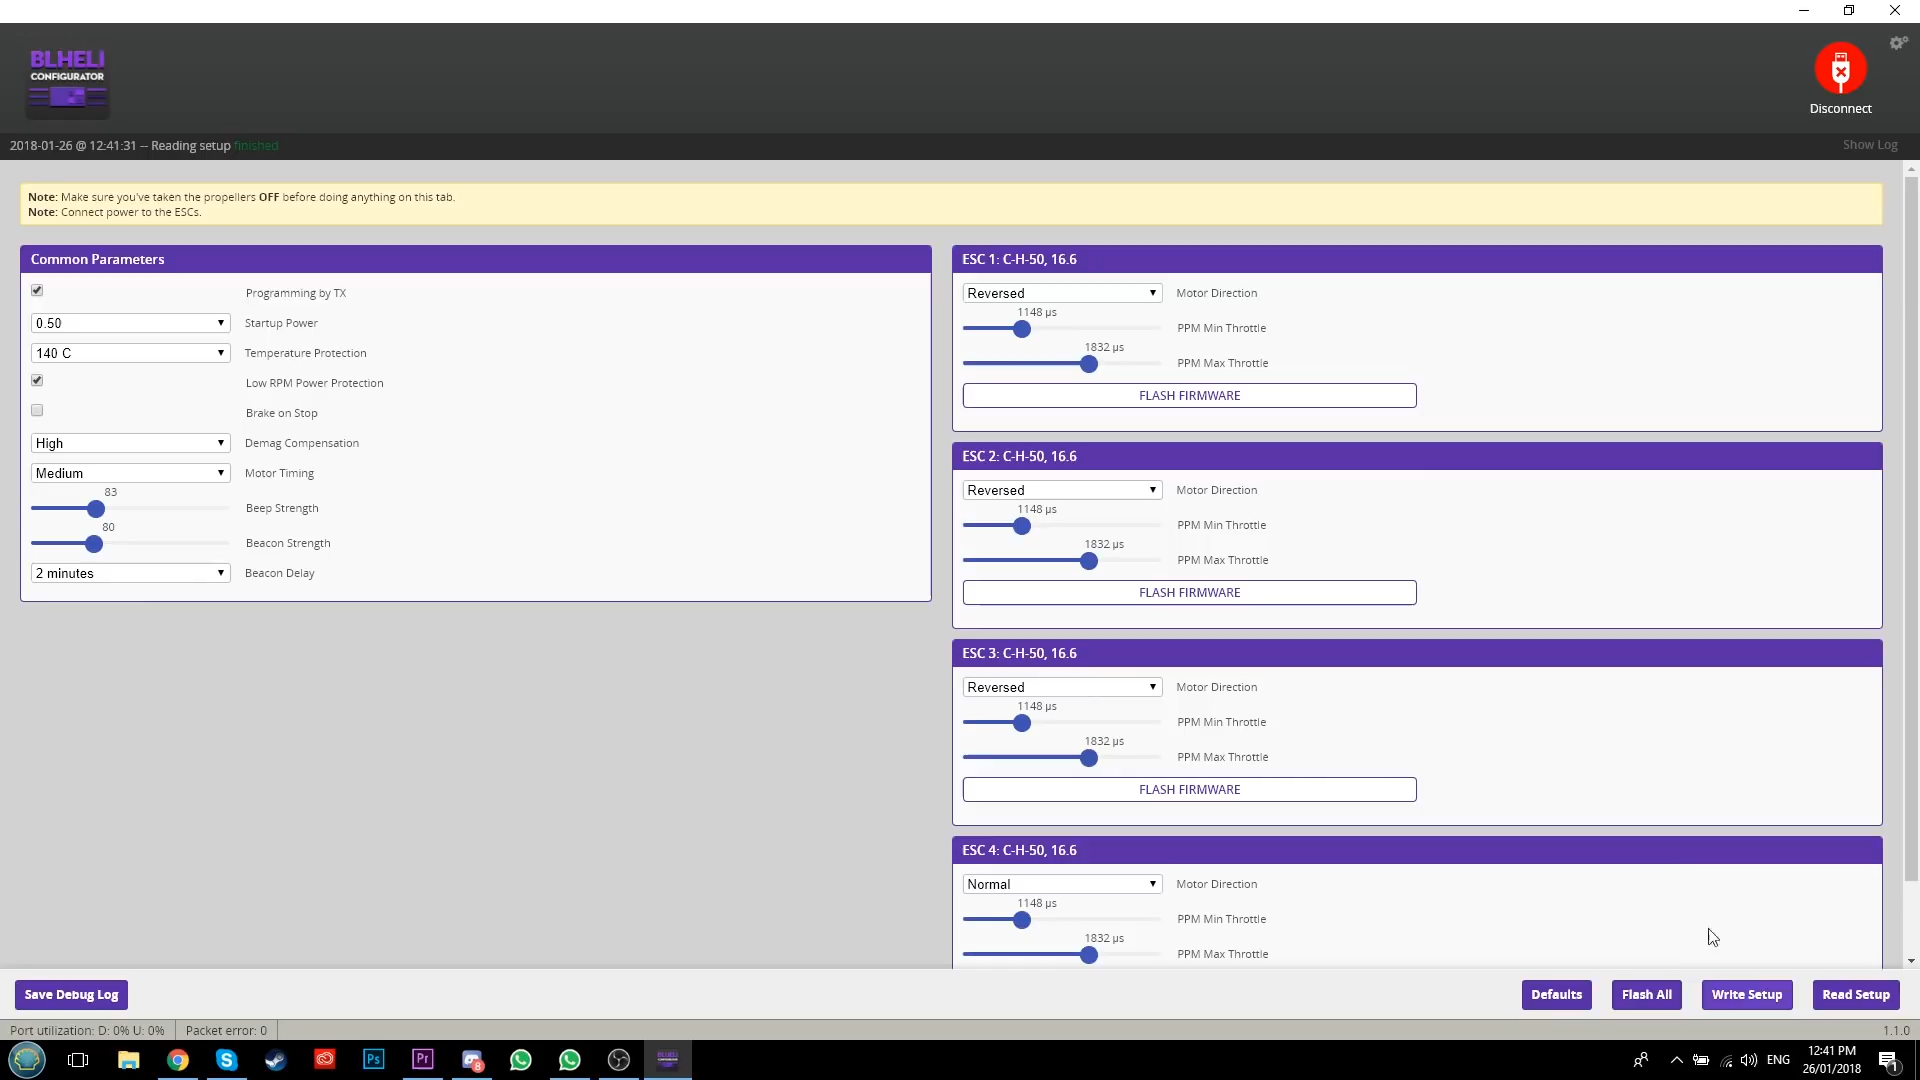 BLHELI
CONFIGURATOR
Disconnect
2018-01-26 @ 12:41:31 -- Reading setup finished
Show Log
Note: Make sure you've taken the propellers OFF before doing anything on this tab.
Note: Connect power to the ESCs.
Common Parameters
Programming by TX
0.50 Startup Power
140 C Temperature Protection
Low RPM Power Protection
Brake on Stop
High Demag Compensation
Medium Motor Timing
83
Beep Strength
80
Beacon Strength
2 minutes Beacon Delay
ESC 1: C-H-50, 16.6
Reversed Motor Direction
1148 µs
PPM Min Throttle
1832 µs
PPM Max Throttle
FLASH FIRMWARE
ESC 2: C-H-50, 16.6
Reversed Motor Direction
1148 µs
PPM Min Throttle
1832 µs
PPM Max Throttle
FLASH FIRMWARE
ESC 3: C-H-50, 16.6
Reversed Motor Direction
1148 µs
PPM Min Throttle
1832 µs
PPM Max Throttle
FLASH FIRMWARE
ESC 4: C-H-50, 16.6
Normal Motor Direction
1148 µs
PPM Min Throttle
1832 µs
PPM Max Throttle
Save Debug Log
Defaults Flash All Write Setup Read Setup
Port utilization: D: 0% U: 0% Packet error: 0 1.1.0
Ps Pr 8 BLHELI CONFIGURATOR
ENG
12:41 PM
26/01/2018
1